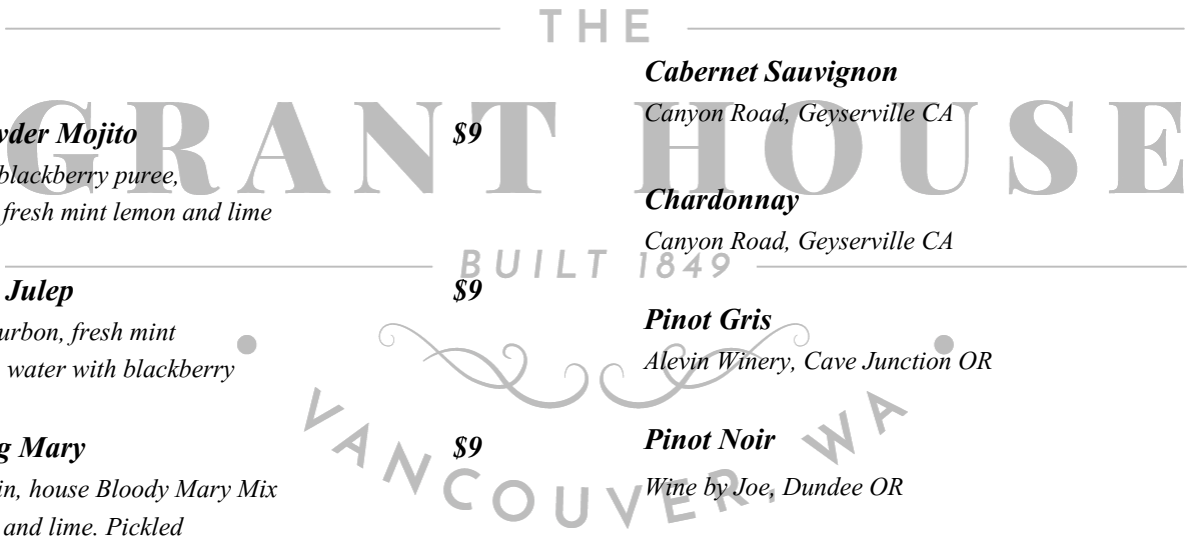 THE
GRANT HOUSE
BUILT 1849
VANCOUVER, WA
Mojito $9
blackberry puree,
fresh mint lemon and lime
Julep $9
fresh mint
water with blackberry
Mary $9
house Bloody Mary Mix
and lime. Pickled
Cabernet Sauvignon
Canyon Road, Geyserville CA
Chardonnay
Canyon Road, Geyserville CA
Pinot Gris
Alevin Winery, Cave Junction OR
Pinot Noir
Wine by Joe, Dundee OR